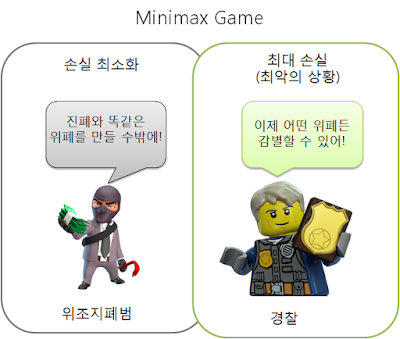 Minimax Game
손실 최소화
진폐와 똑같은
위폐를 만들 수밖에!
위조지폐범
최대 손실
(최악의 상황)
이제 어떤 위폐든
감별할 수 있어!
경찰